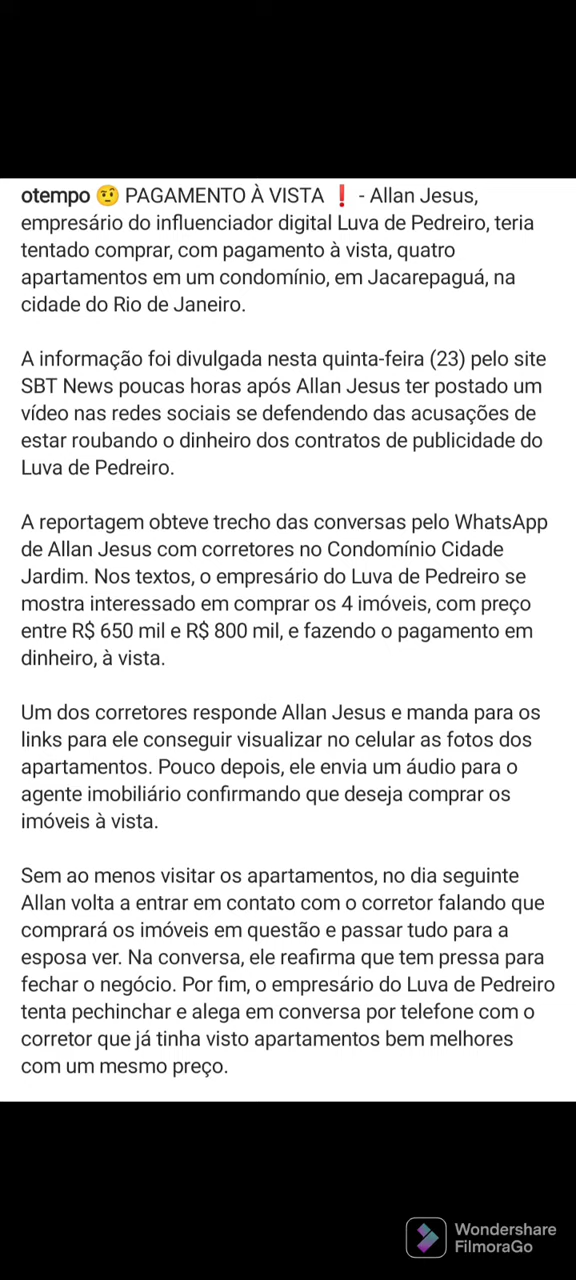 otempo 🤨 PAGAMENTO À VISTA ❗ - Allan Jesus,
empresário do influenciador digital Luva de Pedreiro, teria
tentado comprar, com pagamento à vista, quatro
apartamentos em um condomínio, em Jacarepaguá, na
cidade do Rio de Janeiro.
A informação foi divulgada nesta quinta-feira (23) pelo site
SBT News poucas horas após Allan Jesus ter postado um
vídeo nas redes sociais se defendendo das acusações de
estar roubando o dinheiro dos contratos de publicidade do
Luva de Pedreiro.
A reportagem obteve trecho das conversas pelo WhatsApp
de Allan Jesus com corretores no Condomínio Cidade
Jardim. Nos textos, o empresário do Luva de Pedreiro se
mostra interessado em comprar os 4 imóveis, com preço
entre R$ 650 mil e R$ 800 mil, e fazendo o pagamento em
dinheiro, à vista.
Um dos corretores responde Allan Jesus e manda para os
links para ele conseguir visualizar no celular as fotos dos
apartamentos. Pouco depois, ele envia um áudio para o
agente imobiliário confirmando que deseja comprar os
imóveis à vista.
Sem ao menos visitar os apartamentos, no dia seguinte
Allan volta a entrar em contato com o corretor falando que
comprará os imóveis em questão e passar tudo para a
esposa ver. Na conversa, ele reafirma que tem pressa para
fechar o negócio. Por fim, o empresário do Luva de Pedreiro
tenta pechinchar e alega em conversa por telefone com o
corretor que já tinha visto apartamentos bem melhores
com um mesmo preço.
Wondershare
FilmoraGo